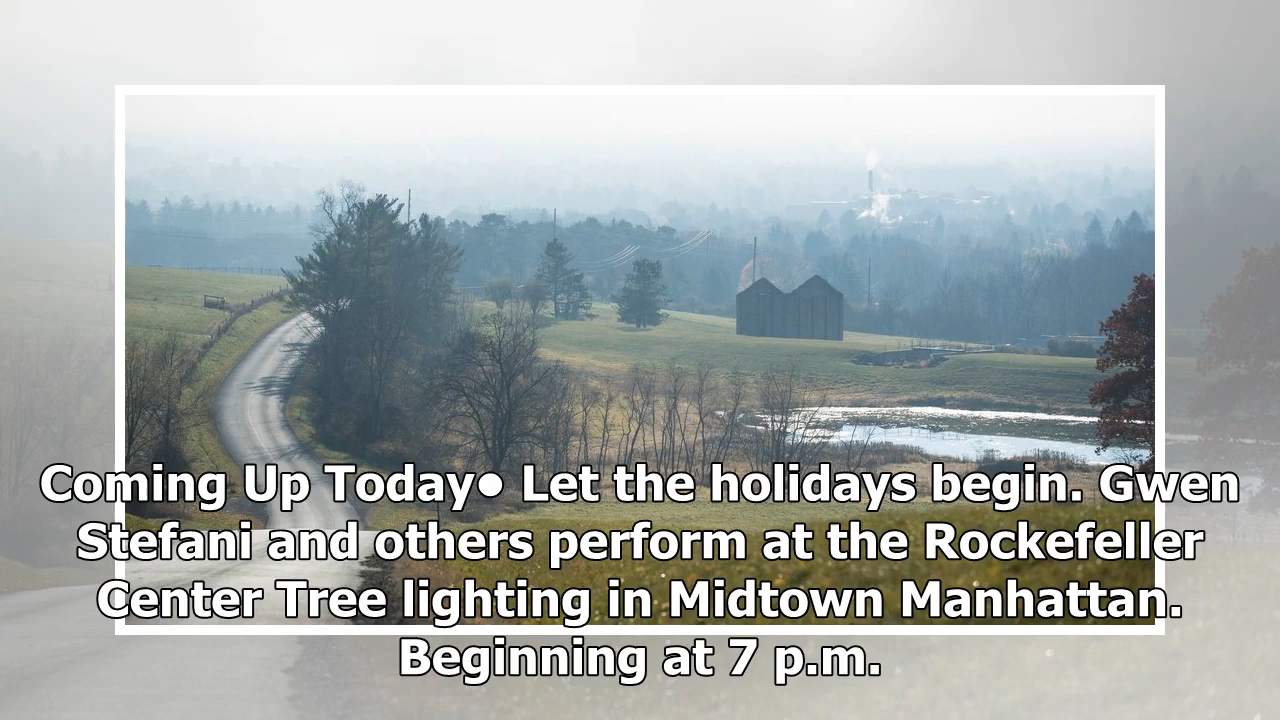 Coming Up Today● Let the holidays begin. Gwen
Stefani and others perform at the Rockefeller
Center Tree lighting in Midtown Manhattan.
Beginning at 7 p.m.